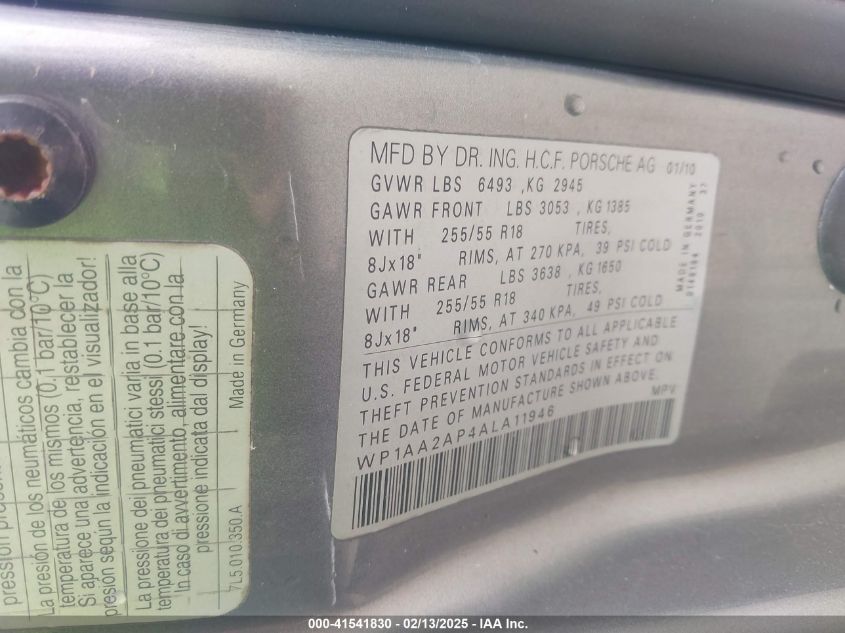 MFD BY DR. ING. H.C.F. PORSCHE AG 01/10
GVWR LBS 6493 ,KG 2945
GAWR FRONT LBS 3053 , KG 1385
WITH 255/55 R18 TIRES,
8Jx18" RIMS, AT 270 KPA, 39 PSI COLD
GAWR REAR LBS 3638 , KG 1650
WITH 255/55 R18 TIRES,
8Jx18" RIMS, AT 340 KPA, 49 PSI COLD
THIS VEHICLE CONFORMS TO ALL APPLICABLE
U.S. FEDERAL MOTOR VEHICLE SAFETY AND
THEFT PREVENTION STANDARDS IN EFFECT ON
THE DATE OF MANUFACTURE SHOWN ABOVE.
WP1AA2AP4ALA11946 MPV
MADE IN GERMANY
2010 37
La presión de los neumáticos cambia con la
temperatura de los mismos (0,1 bar/10°C)
Si aparece una advertencia, restablecer la
presión según la indicación en el visualizador!
La pressione dei pneumatici varia in base alla
temperatura dei pneumatici stessi (0.1 bar/10°C)
In caso di avvertimento, alimentare con la
pressione indicata dal display!
7L5.010.350.A Made in Germany
000-41541830 - 02/13/2025 - IAA Inc.